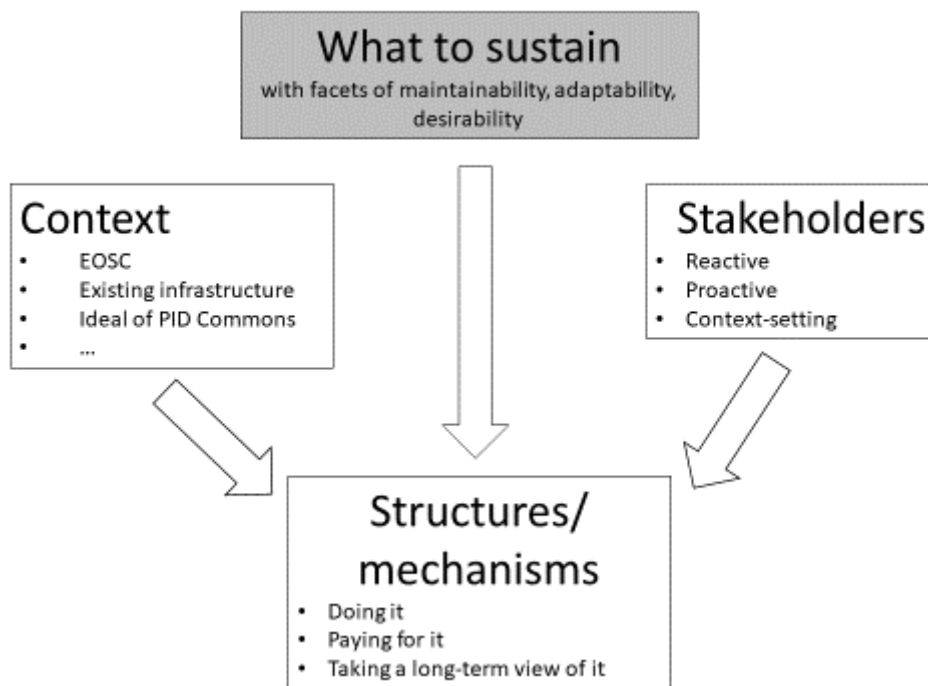 What to sustain
with facets of maintainability, adaptability,
desirability
Context
• EOSC
• Existing infrastructure
• Ideal of PID Commons
• ...
Stakeholders
• Reactive
• Proactive
• Context-setting
Structures/
mechanisms
• Doing it
• Paying for it
• Taking a long-term view of it